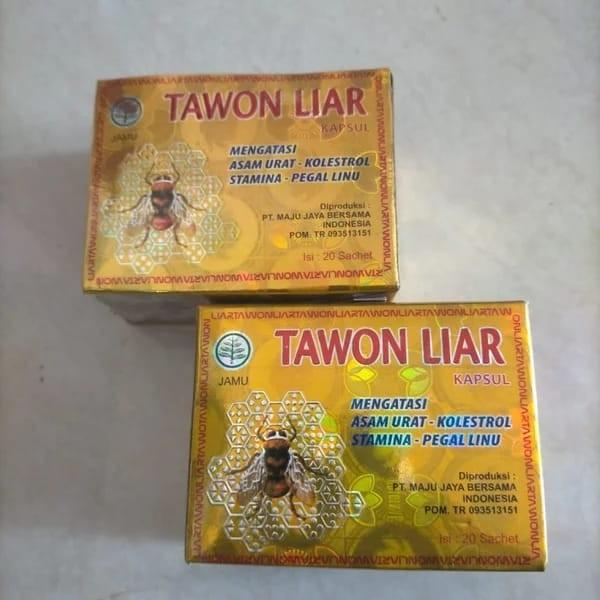 TAWON LIAR
KAPSUL
JAMU
MENGATASI
ASAM URAT - KOLESTROL
STAMINA - PEGAL LINU
Diproduksi :
PT. MAJU JAYA BERSAMA
INDONESIA
POM. TR 093513151
Isi : 20 Sachet
TAWON LIAR
KAPSUL
JAMU
MENGATASI
ASAM URAT - KOLESTROL
STAMINA - PEGAL LINU
Diproduksi :
PT. MAJU JAYA BERSAMA
INDONESIA
POM. TR 093513151
Isi : 20 Sachet